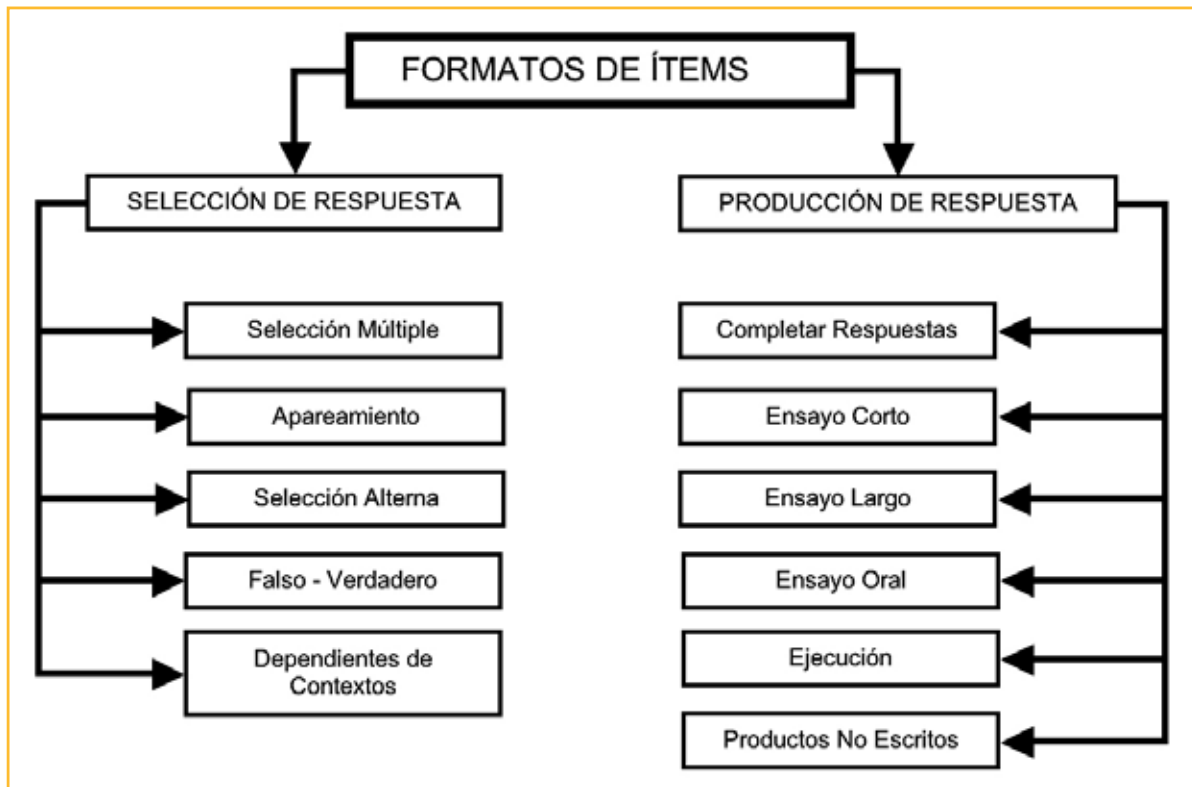 FORMATOS DE ÍTEMS
SELECCIÓN DE RESPUESTA
Selección Múltiple
Apareamiento
Selección Alterna
Falso - Verdadero
Dependientes de
Contextos
PRODUCCIÓN DE RESPUESTA
Completar Respuestas
Ensayo Corto
Ensayo Largo
Ensayo Oral
Ejecución
Productos No Escritos